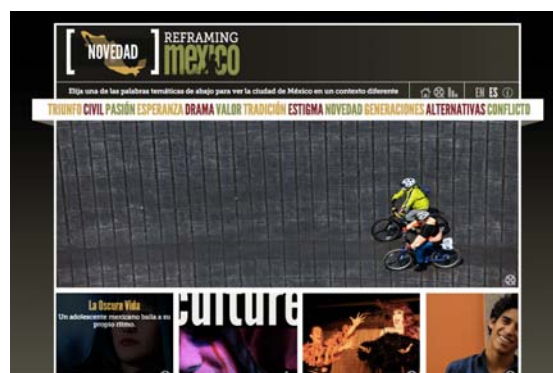 [ NOVEDAD ]
REFRAMING
mexico
Elija una de las palabras temáticas de abajo para ver la ciudad de México en un contexto diferente
EN ES i
TRIUNFO CIVIL PASIÓN ESPERANZA DRAMA VALOR TRADICIÓN ESTIGMA NOVEDAD GENERACIONES ALTERNATIVAS CONFLICTO
La Oscura Vida
Un adolescente mexicano baila a su
propio ritmo.
culture